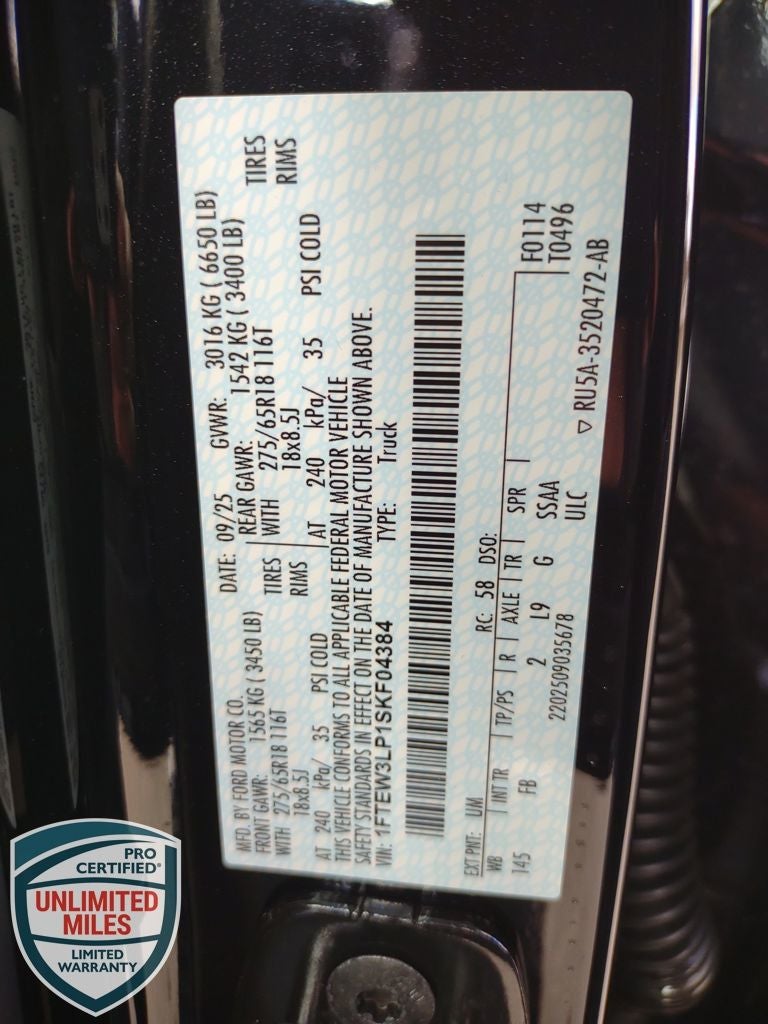 MFD. BY FORD MOTOR CO.
DATE: 09/25 GVWR: 3016 KG ( 6650 LB)
FRONT GAWR: 1565 KG ( 3450 LB)
REAR GAWR: 1542 KG ( 3400 LB)
WITH 275/65R18 116T TIRES
WITH 275/65R18 116T TIRES
18x8.5J RIMS
18x8.5J RIMS
AT 240 kPa/ 35 PSI COLD
AT 240 kPa/ 35 PSI COLD
THIS VEHICLE CONFORMS TO ALL APPLICABLE FEDERAL MOTOR VEHICLE
SAFETY STANDARDS IN EFFECT ON THE DATE OF MANUFACTURE SHOWN ABOVE.
VIN: 1FTEW3LP1SKF04384 TYPE: Truck
EXT PNT: UM RC: 58 DSO:
F0114
WB | INT TR | TP/PS | R | AXLE | TR | SPR | T0496
145 FB 2 L9 G SSAA
2202509035678 ULC
▽ RU5A-3520472-AB
PRO
CERTIFIED®
UNLIMITED
MILES
LIMITED
WARRANTY